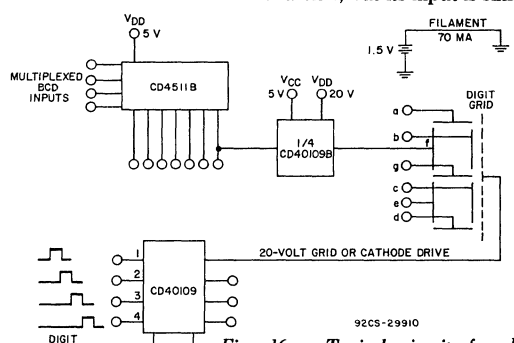 FILAMENT
70 MA
1.5 V
VDD
5 V
MULTIPLEXED
BCD
INPUTS
CD4511B
VCC
5 V
VDD
20 V
1/4
CD40109B
DIGIT
GRID
a
b
f
g
c
e
d
20-VOLT GRID OR CATHODE DRIVE
1
2
3
4
CD40109
DIGIT
92CS-29910